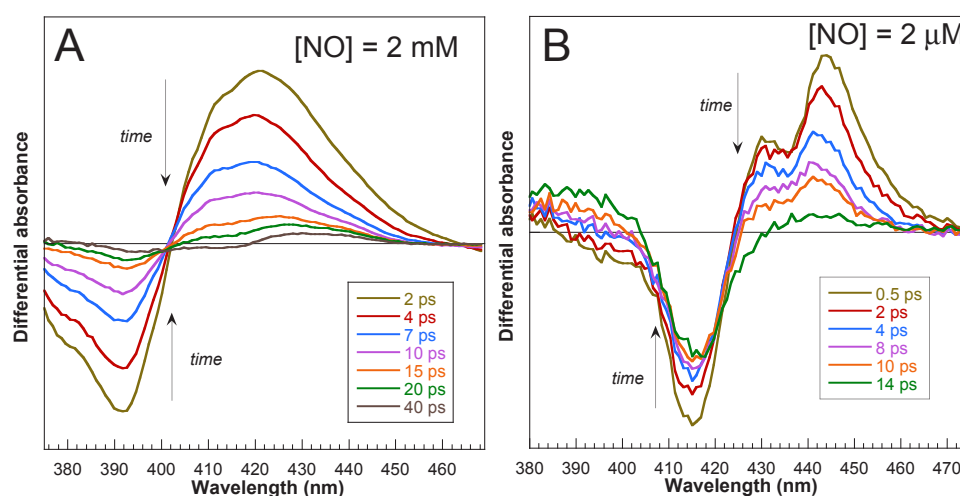 A
[NO] = 2 mM
Differential absorbance
time
time
2 ps
4 ps
7 ps
10 ps
15 ps
20 ps
40 ps
380 390 400 410 420 430 440 450 460
Wavelength (nm)
B
[NO] = 2 μM
Differential absorbance
time
time
0.5 ps
2 ps
4 ps
8 ps
10 ps
14 ps
380 390 400 410 420 430 440 450 460 47
Wavelength (nm)